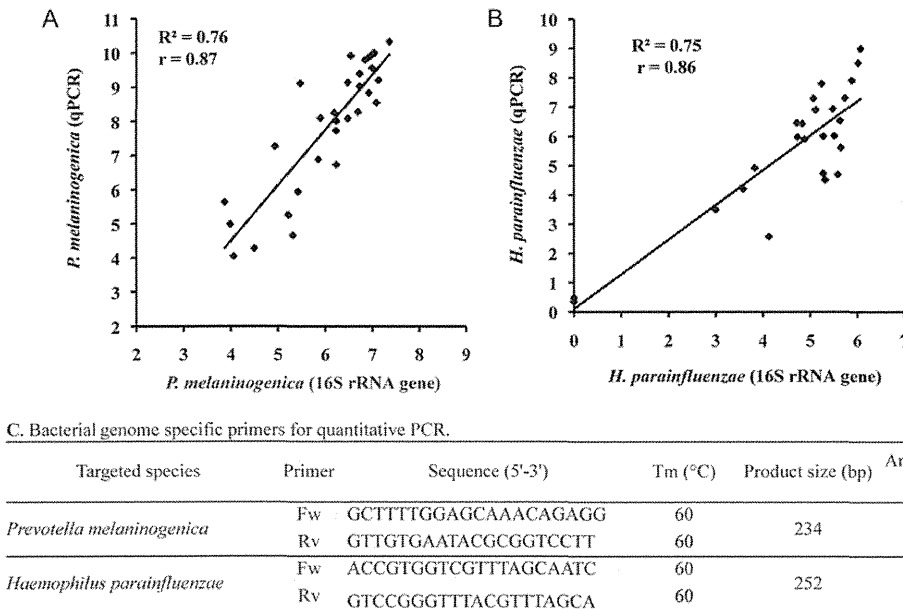 A
R² = 0.76
r = 0.87
P. melaninogenica (qPCR)
11
10
9
8
7
6
5
4
3
2
2 3 4 5 6 7 8 9
P. melaninogenica (16S rRNA gene)
B
R² = 0.75
r = 0.86
H. parainfluenzae (qPCR)
10
9
8
7
6
5
4
3
2
1
0
0 1 2 3 4 5 6 7
H. parainfluenzae (16S rRNA gene)
C. Bacterial genome specific primers for quantitative PCR.
Targeted species Primer Sequence (5'-3') Tm (°C) Product size (bp)
Prevotella melaninogenica Fw GCTTTTGGAGCAAACAGAGG 60 234
Rv GTTGTGAATACGCGGTCCTT 60
Haemophilus parainfluenzae Fw ACCGTGGTCGTTTAGCAATC 60 252
Rv GTCCGGGTTTACGTTTAGCA 60